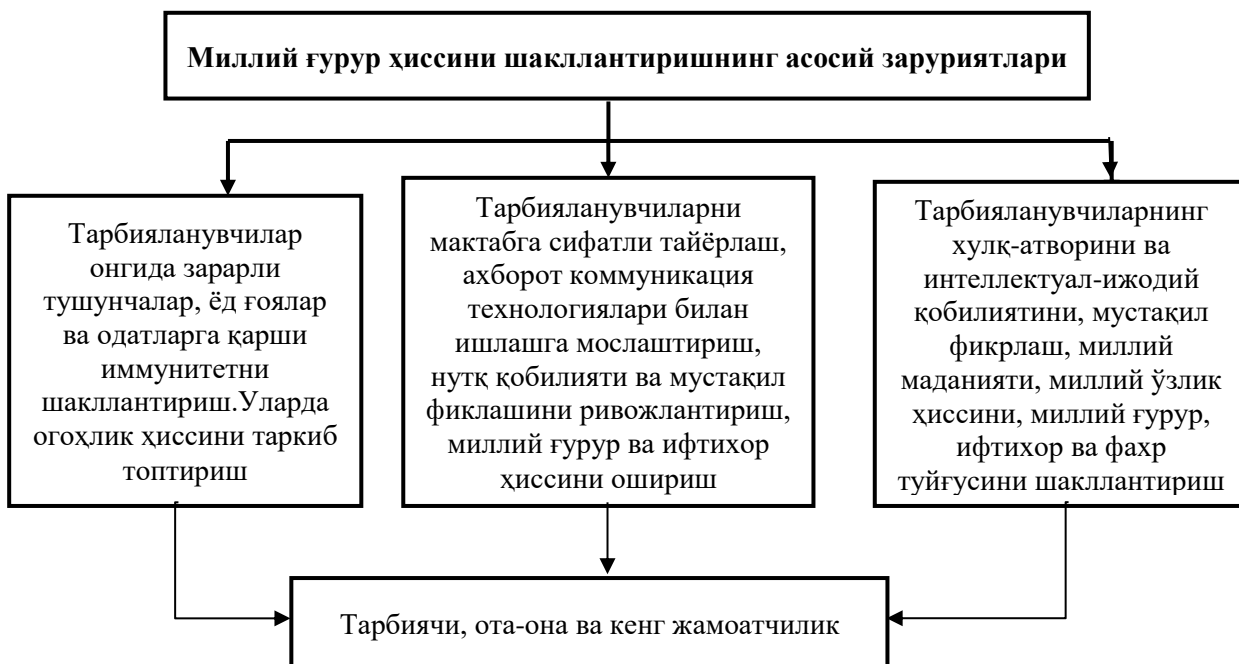 Миллий ғурур ҳиссини шакллантиришнинг асосий заруриятлари
Тарбияланувчилар
онгида зарарли
тушунчалар, ёд ғоялар
ва одатларга қарши
иммунитетни
шакллантириш.Уларда
огоҳлик ҳиссини таркиб
топтириш
Тарбияланувчиларни
мактабга сифатли тайёрлаш,
ахборот коммуникация
технологиялари билан
ишлашга мослаштириш,
нутқ қобилияти ва мустақил
фиклашини ривожлантириш,
миллий ғурур ва ифтихор
ҳиссини ошириш
Тарбияланувчиларнинг
хулқ-атворини ва
интеллектуал-ижодий
қобилиятини, мустақил
фикрлаш, миллий
маданияти, миллий ўзлик
ҳиссини, миллий ғурур,
ифтихор ва фахр
туйғусини шакллантириш
Тарбиячи, ота-она ва кенг жамоатчилик